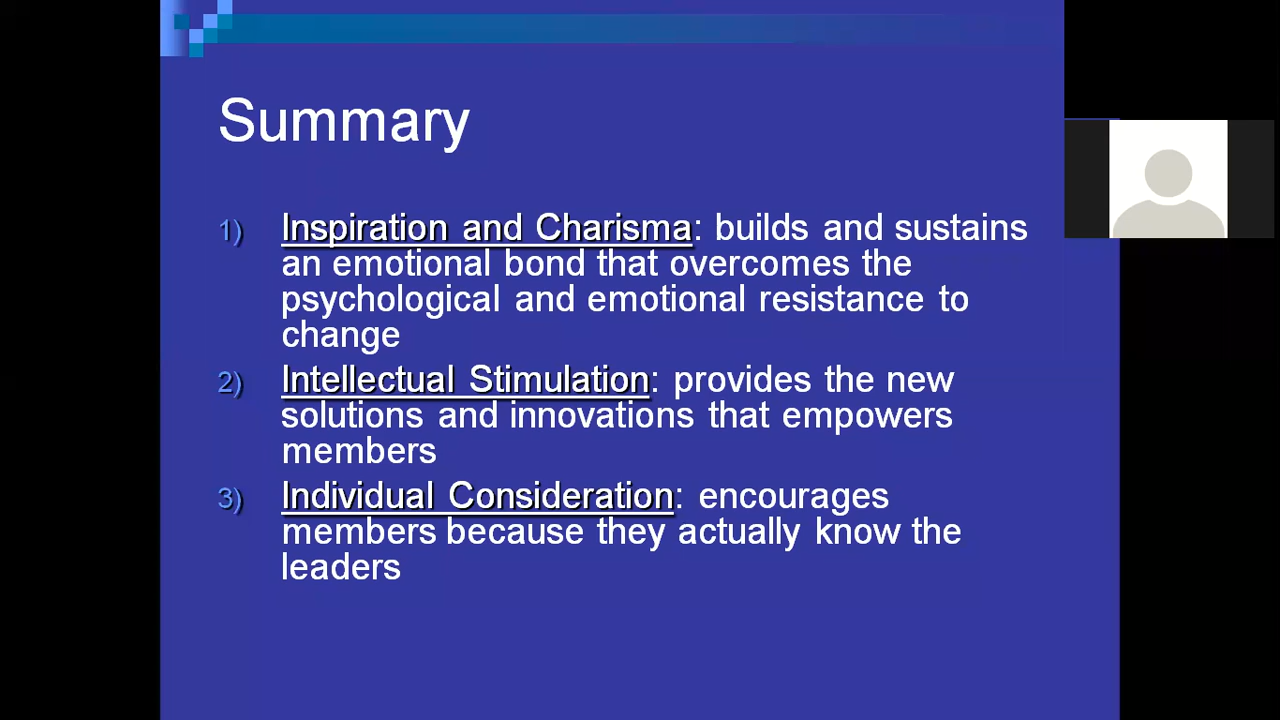 Summary
1) Inspiration and Charisma: builds and sustains
an emotional bond that overcomes the
psychological and emotional resistance to
change
2) Intellectual Stimulation: provides the new
solutions and innovations that empowers
members
3) Individual Consideration: encourages
members because they actually know the
leaders